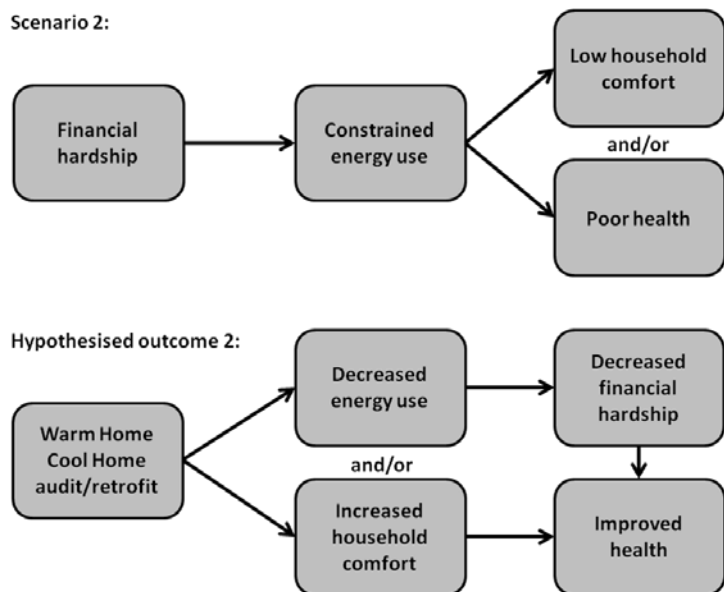 Scenario 2:
Financial
hardship
Constrained
energy use
Low household
comfort
and/or
Poor health
Hypothesised outcome 2:
Warm Home
Cool Home
audit/retrofit
Decreased
energy use
and/or
Increased
household
comfort
Decreased
financial
hardship
Improved
health